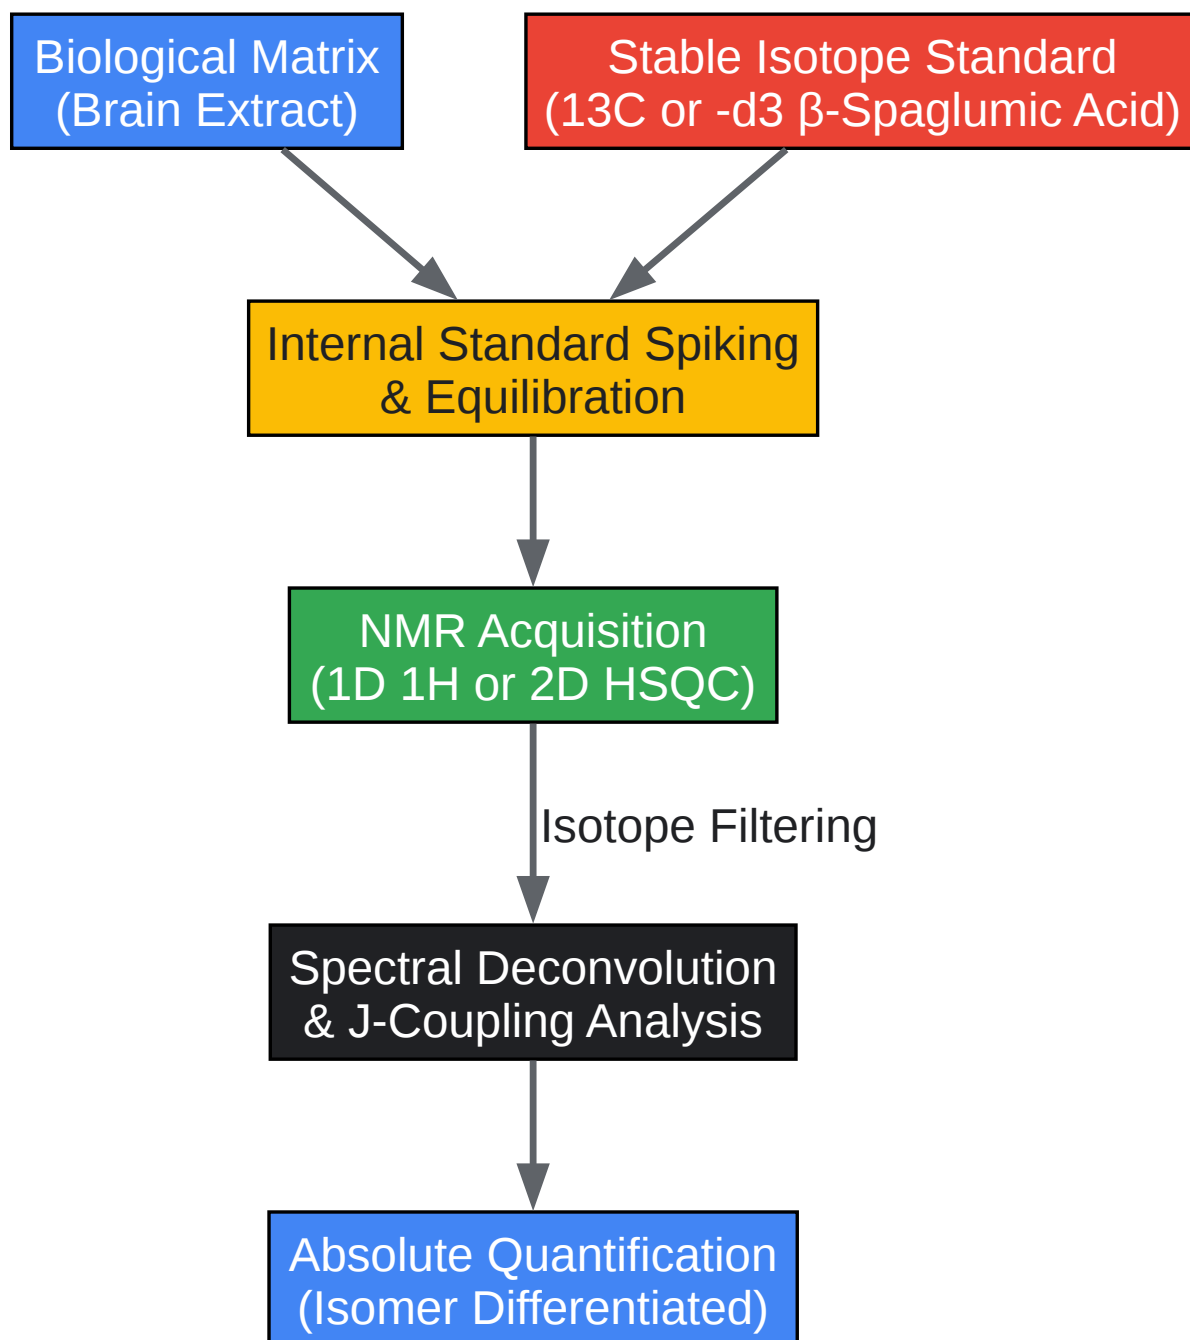 Biological Matrix
(Brain Extract)
Stable Isotope Standard
(13C or -d3 β-Spaglumic Acid)
Internal Standard Spiking
& Equilibration
NMR Acquisition
(1D 1H or 2D HSQC)
Isotope Filtering
Spectral Deconvolution
& J-Coupling Analysis
Absolute Quantification
(Isomer Differentiated)